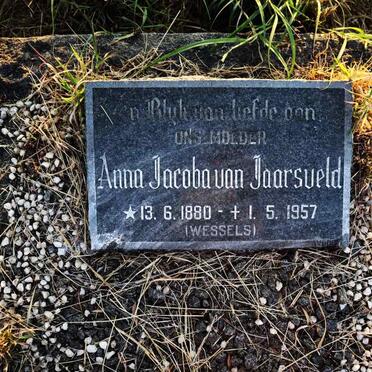 'n Blyk van liefde aan
ONS MOEDER
Anna Jacoba van Jaarsveld
★ 13. 6. 1880 - ✝ 1. 5. 1957
(WESSELS)